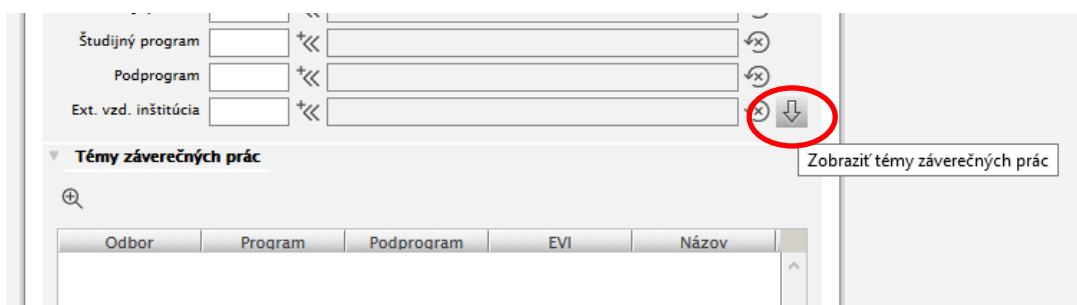 Študijný program
Podprogram
Ext. vzd. inštitúcia
Témy záverečných prác
Zobraziť témy záverečných prác
Odbor Program Podprogram EVI Názov